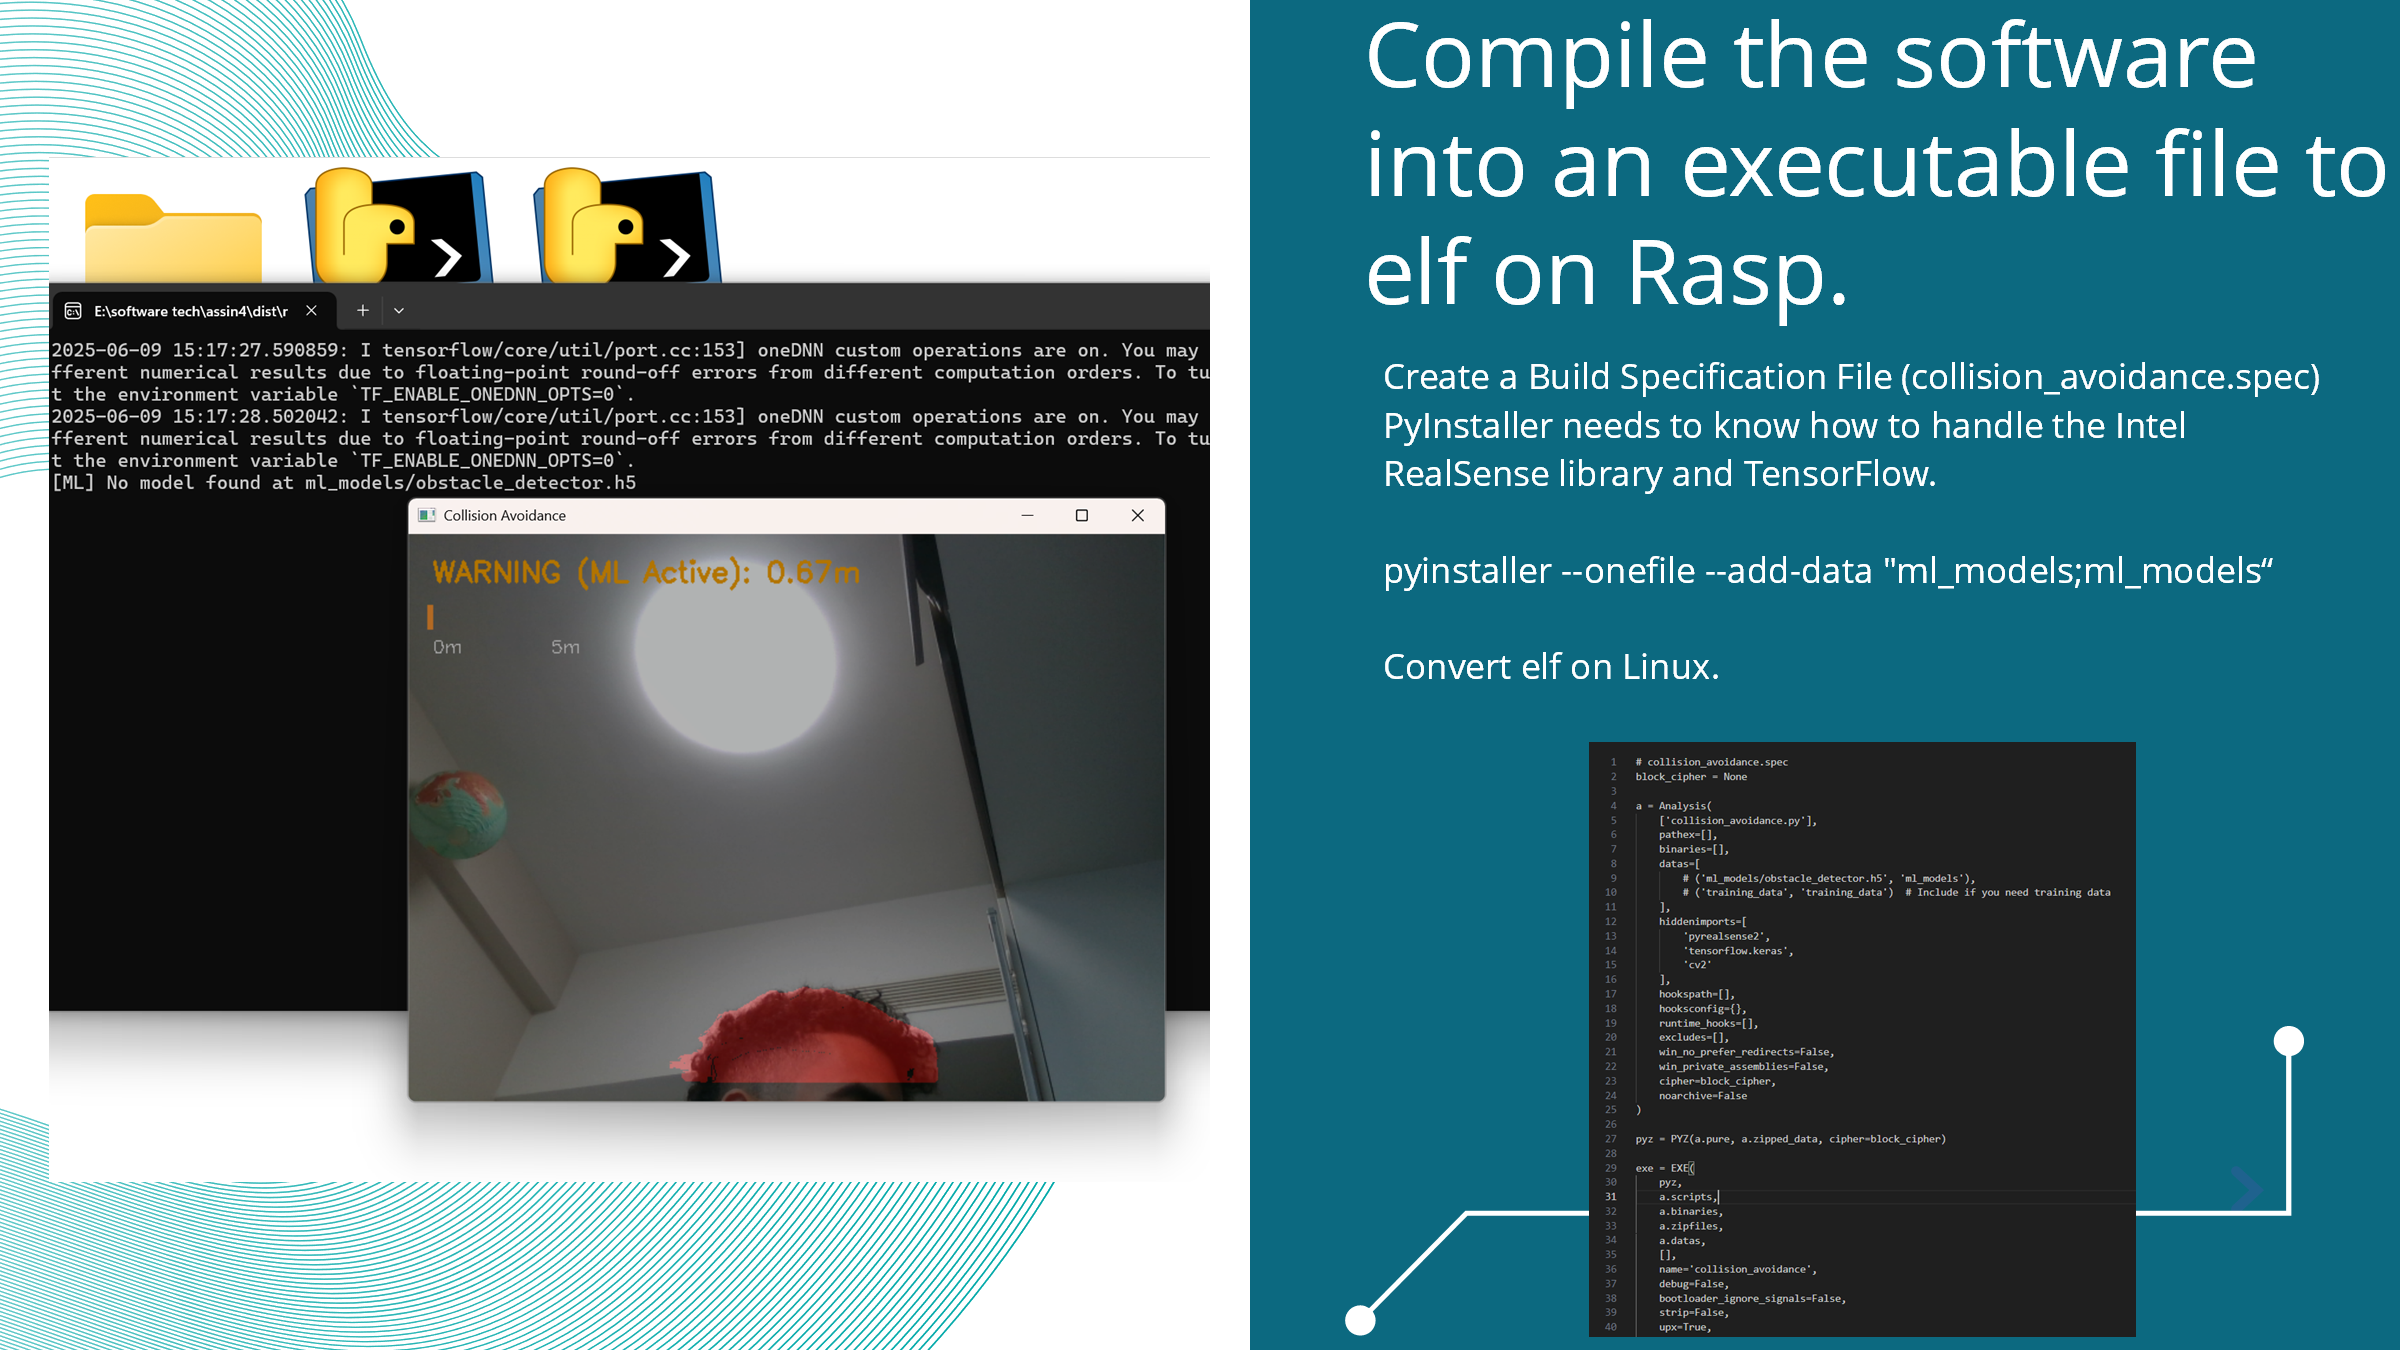 Compile the software
into an executable file to
elf on Rasp.
Create a Build Specification File (collision_avoidance.spec)
PyInstaller needs to know how to handle the Intel
RealSense library and TensorFlow.
pyinstaller --onefile --add-data "ml_models;ml_models“
Convert elf on Linux.
E:\software tech\assin4\dist\r
2025-06-09 15:17:27.590859: I tensorflow/core/util/port.cc:153] oneDNN custom operations are on. You may
fferent numerical results due to floating-point round-off errors from different computation orders. To tu
t the environment variable `TF_ENABLE_ONEDNN_OPTS=0`.
2025-06-09 15:17:28.502042: I tensorflow/core/util/port.cc:153] oneDNN custom operations are on. You may
fferent numerical results due to floating-point round-off errors from different computation orders. To tu
t the environment variable `TF_ENABLE_ONEDNN_OPTS=0`.
[ML] No model found at ml_models/obstacle_detector.h5
Collision Avoidance
WARNING (ML Active): 0.67m
0m 5m
1 # collision_avoidance.spec
2 block_cipher = None
3
4 a = Analysis(
5 ['collision_avoidance.py'],
6 pathex=[],
7 binaries=[],
8 datas=[
9 # ('ml_models/obstacle_detector.h5', 'ml_models'),
10 # ('training_data', 'training_data') # Include if you need training data
11 ],
12 hiddenimports=[
13 'pyrealsense2',
14 'tensorflow.keras',
15 'cv2'
16 ],
17 hookspath=[],
18 hooksconfig={},
19 runtime_hooks=[],
20 excludes=[],
21 win_no_prefer_redirects=False,
22 win_private_assemblies=False,
23 cipher=block_cipher,
24 noarchive=False
25 )
26
27 pyz = PYZ(a.pure, a.zipped_data, cipher=block_cipher)
28
29 exe = EXE(
30 pyz,
31 a.scripts,
32 a.binaries,
33 a.zipfiles,
34 a.datas,
35 [],
36 name='collision_avoidance',
37 debug=False,
38 bootloader_ignore_signals=False,
39 strip=False,
40 upx=True,